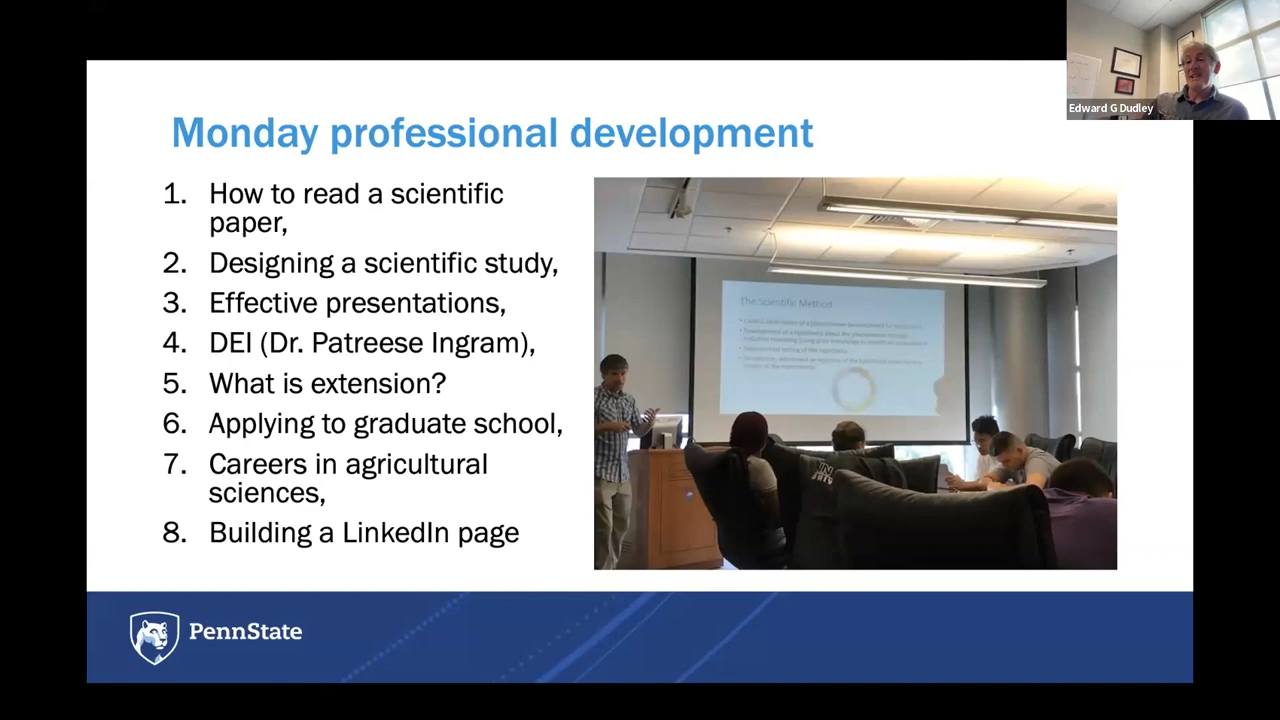 Edward G Dudley
Monday professional development
1. How to read a scientific
paper,
2. Designing a scientific study,
3. Effective presentations,
4. DEI (Dr. Patreese Ingram),
5. What is extension?
6. Applying to graduate school,
7. Careers in agricultural
sciences,
8. Building a LinkedIn page
The Scientific Method
PennState